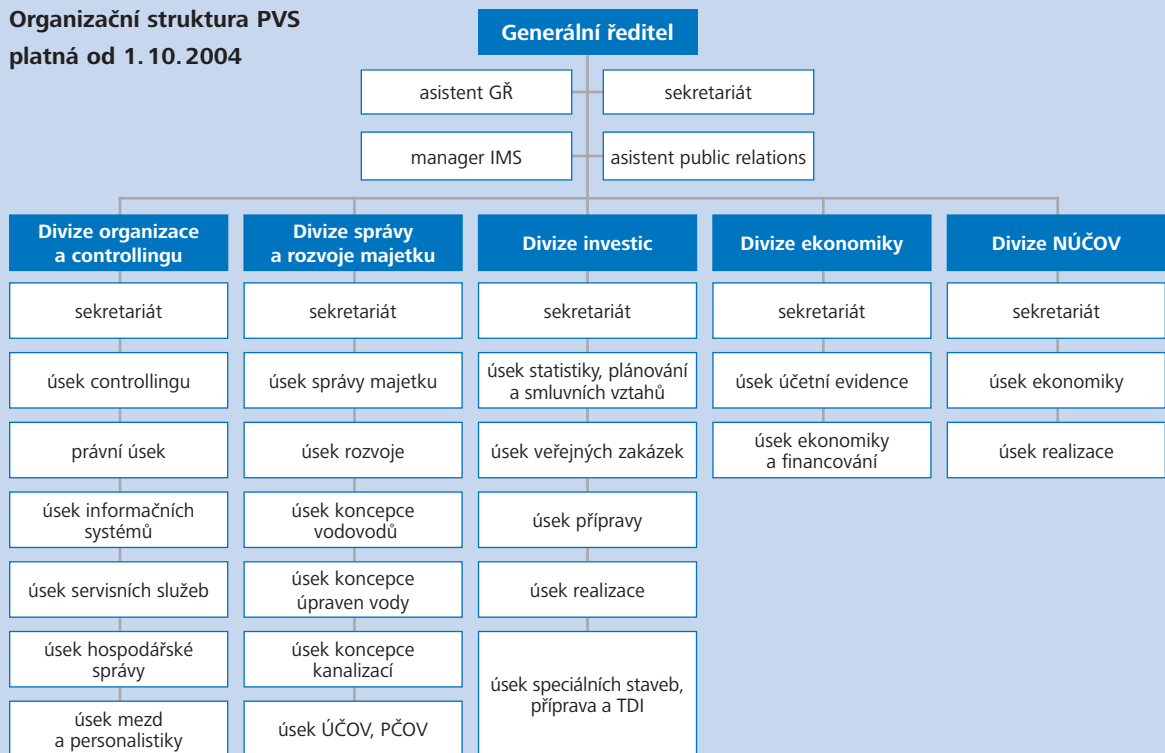 Organizační struktura PVS
platná od 1. 10. 2004
Generální ředitel
asistent GŘ
sekretariát
manager IMS
asistent public relations
Divize organizace
a controllingu
sekretariát
úsek controllingu
právní úsek
úsek informačních
systémů
úsek servisních služeb
úsek hospodářské
správy
úsek mezd
a personalistiky
Divize správy
a rozvoje majetku
sekretariát
úsek správy majetku
úsek rozvoje
úsek koncepce
vodovodů
úsek koncepce
úpraven vody
úsek koncepce
kanalizací
úsek ÚČOV, PČOV
Divize investic
sekretariát
úsek statistiky, plánování
a smluvních vztahů
úsek veřejných zakázek
úsek přípravy
úsek realizace
úsek speciálních staveb,
příprava a TDI
Divize ekonomiky
sekretariát
úsek účetní evidence
úsek ekonomiky
a financování
Divize NÚČOV
sekretariát
úsek ekonomiky
úsek realizace